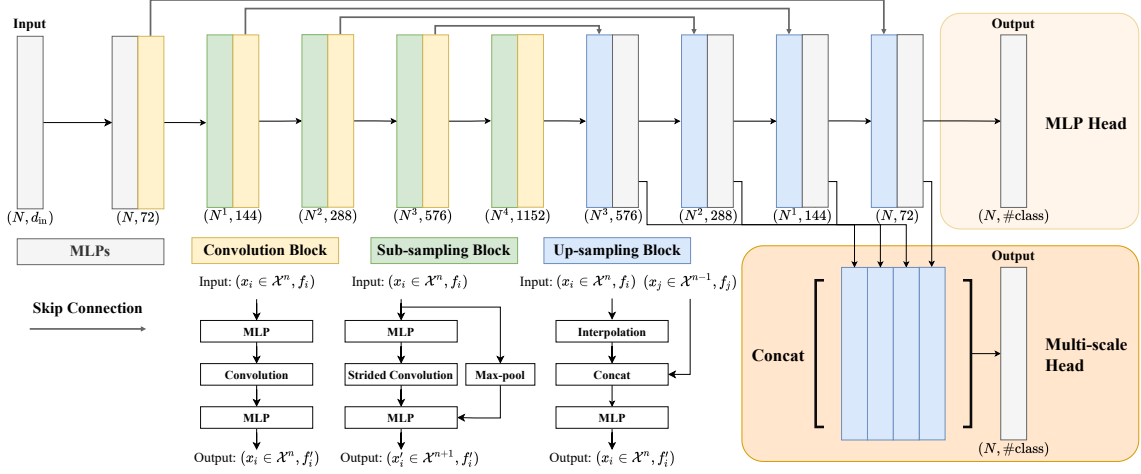 Input
Output
MLP Head
(N, d_in)
(N, 72)
(N^1, 144)
(N^2, 288)
(N^3, 576)
(N^4, 1152)
(N^3, 576)
(N^2, 288)
(N^1, 144)
(N, 72)
(N, #class)
MLPs
Convolution Block
Sub-sampling Block
Up-sampling Block
Skip Connection
Input: (x_i ∈ 𝒳^n, f_i)
MLP
Convolution
MLP
Output: (x_i ∈ 𝒳^n, f'_i)
Input: (x_i ∈ 𝒳^n, f_i)
MLP
Strided Convolution
Max-pool
MLP
Output: (x'_i ∈ 𝒳^{n+1}, f'_i)
Input: (x_i ∈ 𝒳^n, f_i) (x_j ∈ 𝒳^{n-1}, f_j)
Interpolation
Concat
MLP
Output: (x_i ∈ 𝒳^n, f'_i)
Output
Concat
Multi-scale
Head
(N, #class)